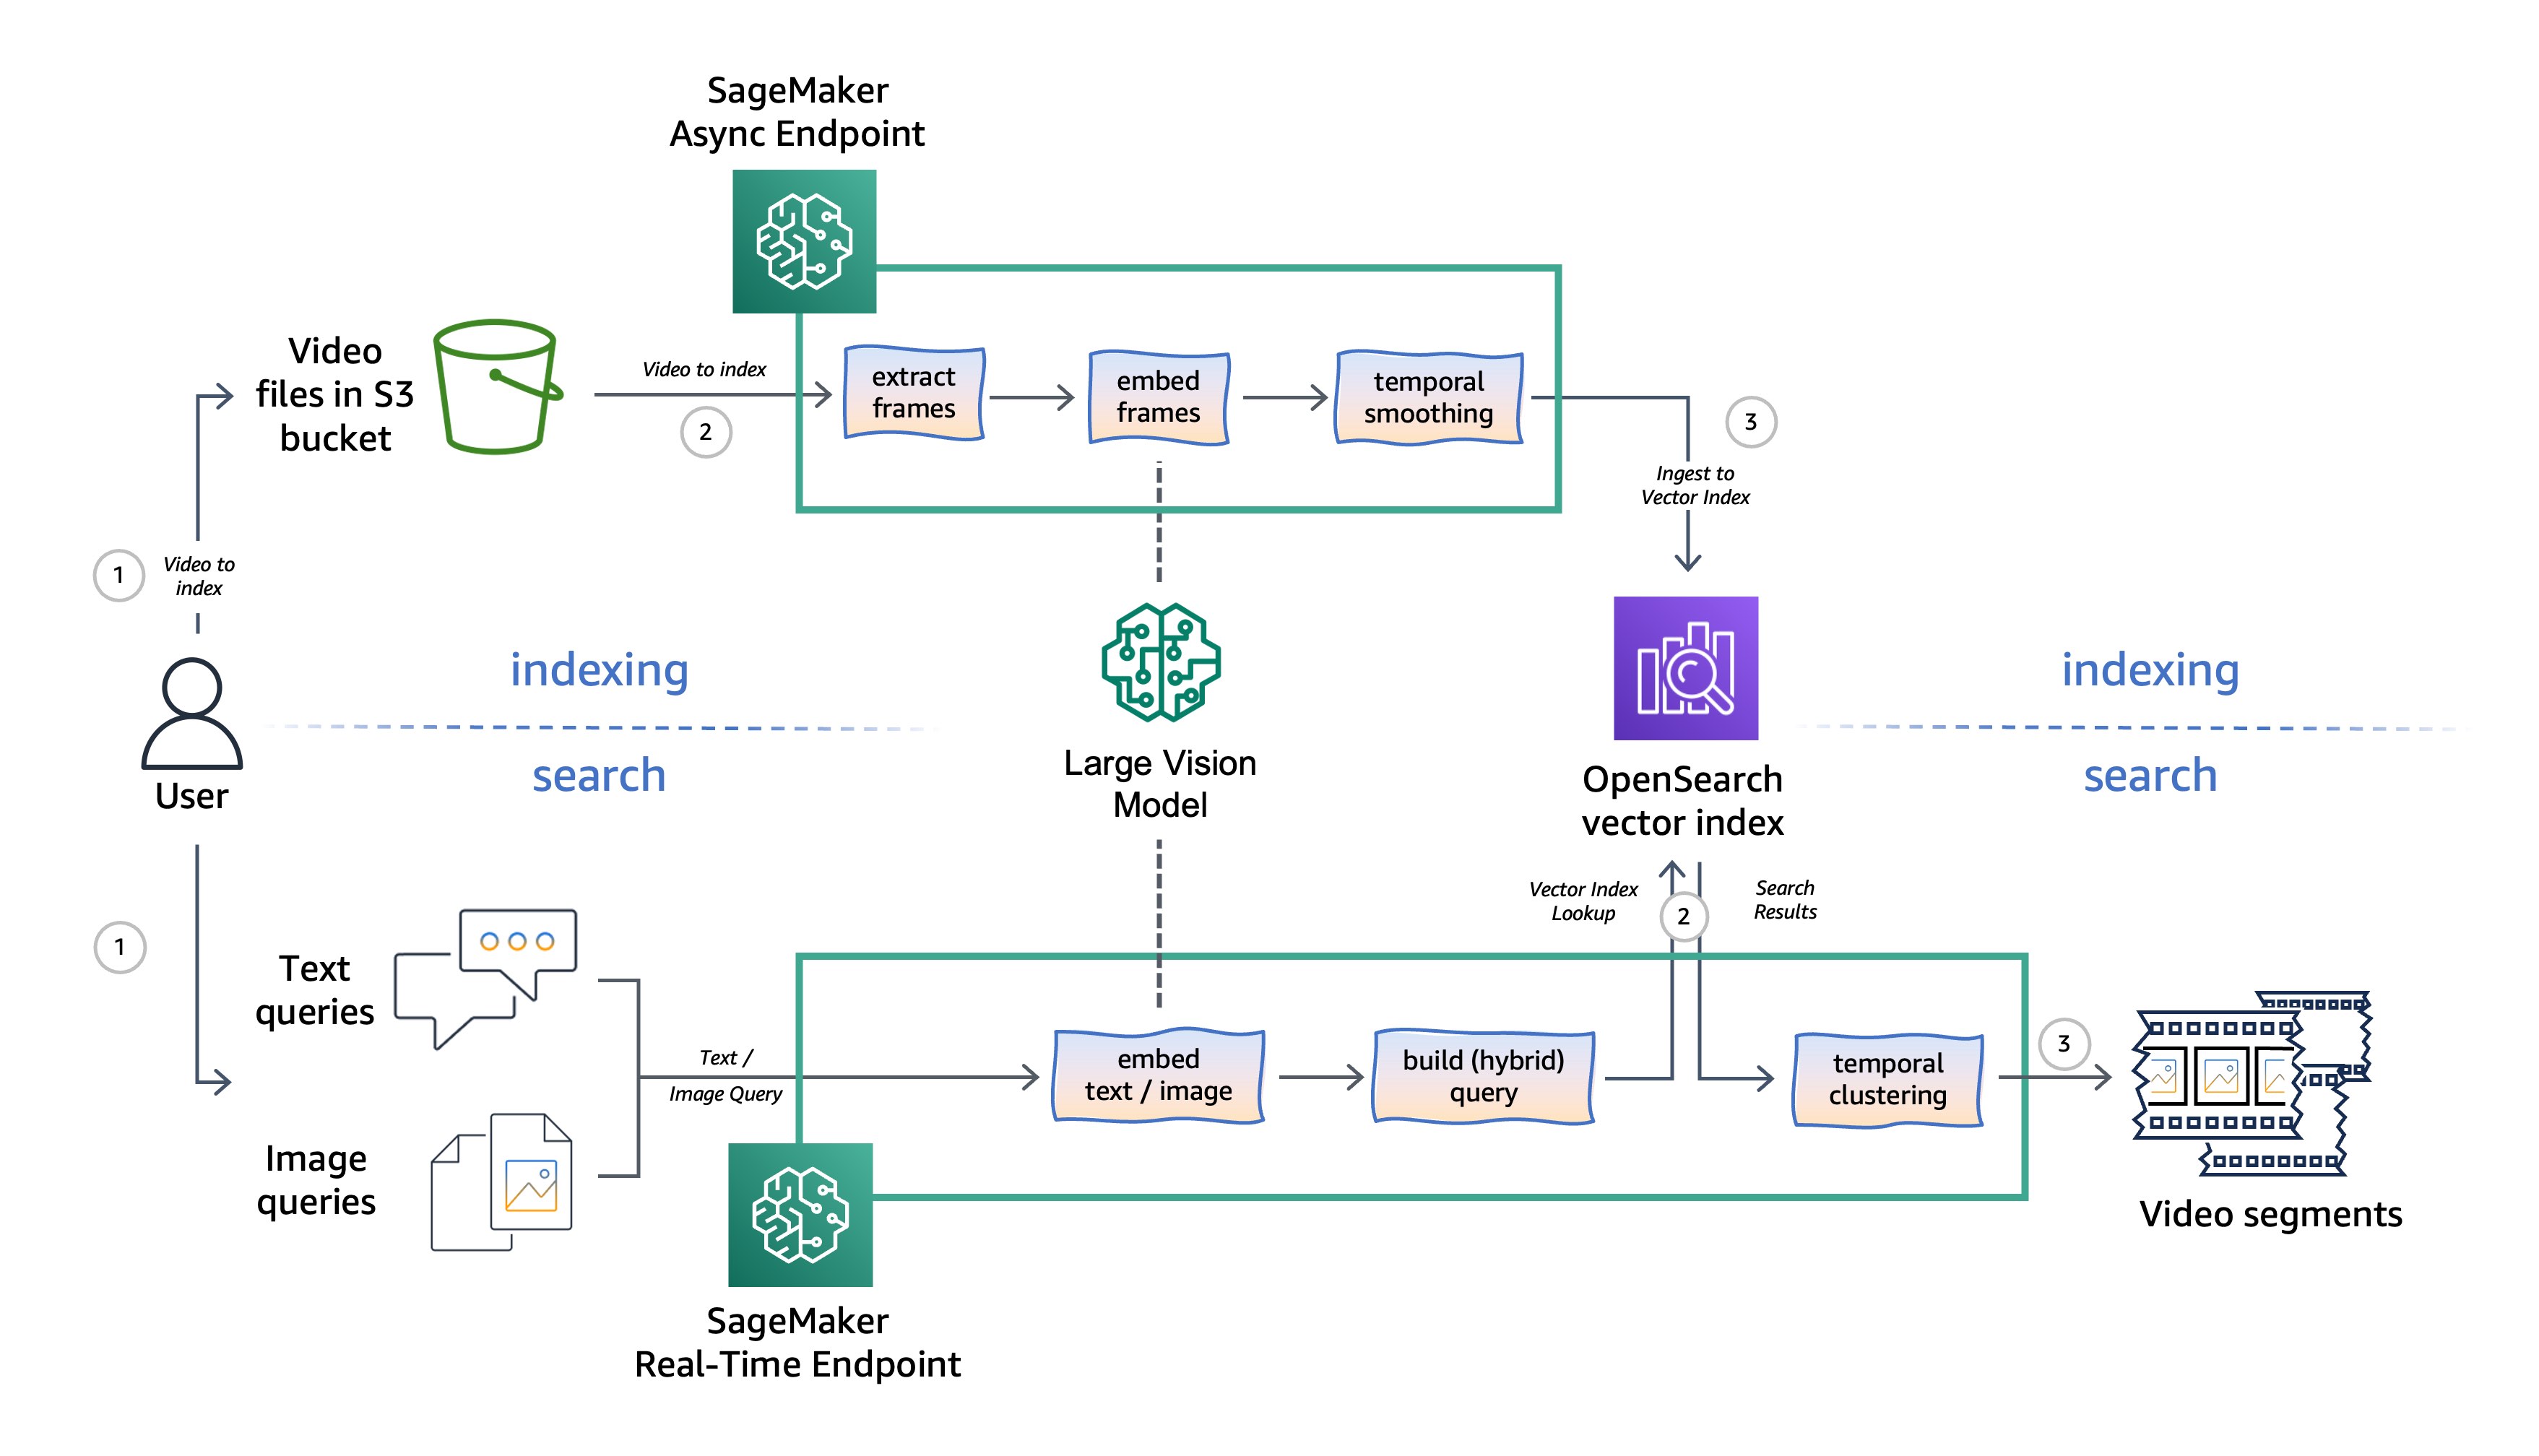 SageMaker
Async Endpoint
Video
files in S3
bucket
Video to index
2
extract
frames
embed
frames
temporal
smoothing
3
Ingest to
Vector Index
1
Video to
index
User
indexing
search
Large Vision
Model
OpenSearch
vector index
indexing
search
1
Text
queries
Image
queries
Text /
Image Query
Vector Index
Lookup
2
Search
Results
embed
text / image
build (hybrid)
query
temporal
clustering
3
Video segments
SageMaker
Real-Time Endpoint